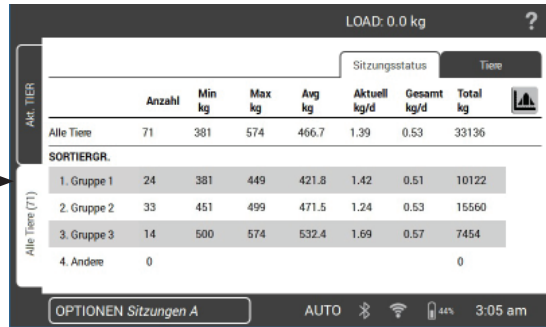 LOAD: 0.0 kg ?
Sitzungsstatus Tiere
Akt. TIER
Alle Tiere (71)
Anzahl Min kg Max kg Avg kg Aktuell kg/d Gesamt kg/d Total kg
Alle Tiere 71 381 574 466.7 1.39 0.53 33136
SORTIERGR.
1. Gruppe 1 24 381 449 421.8 1.42 0.51 10122
2. Gruppe 2 33 451 499 471.5 1.24 0.53 15560
3. Gruppe 3 14 500 574 532.4 1.69 0.57 7454
4. Andere 0 0
OPTIONEN Sitzungen A AUTO 44% 3:05 am